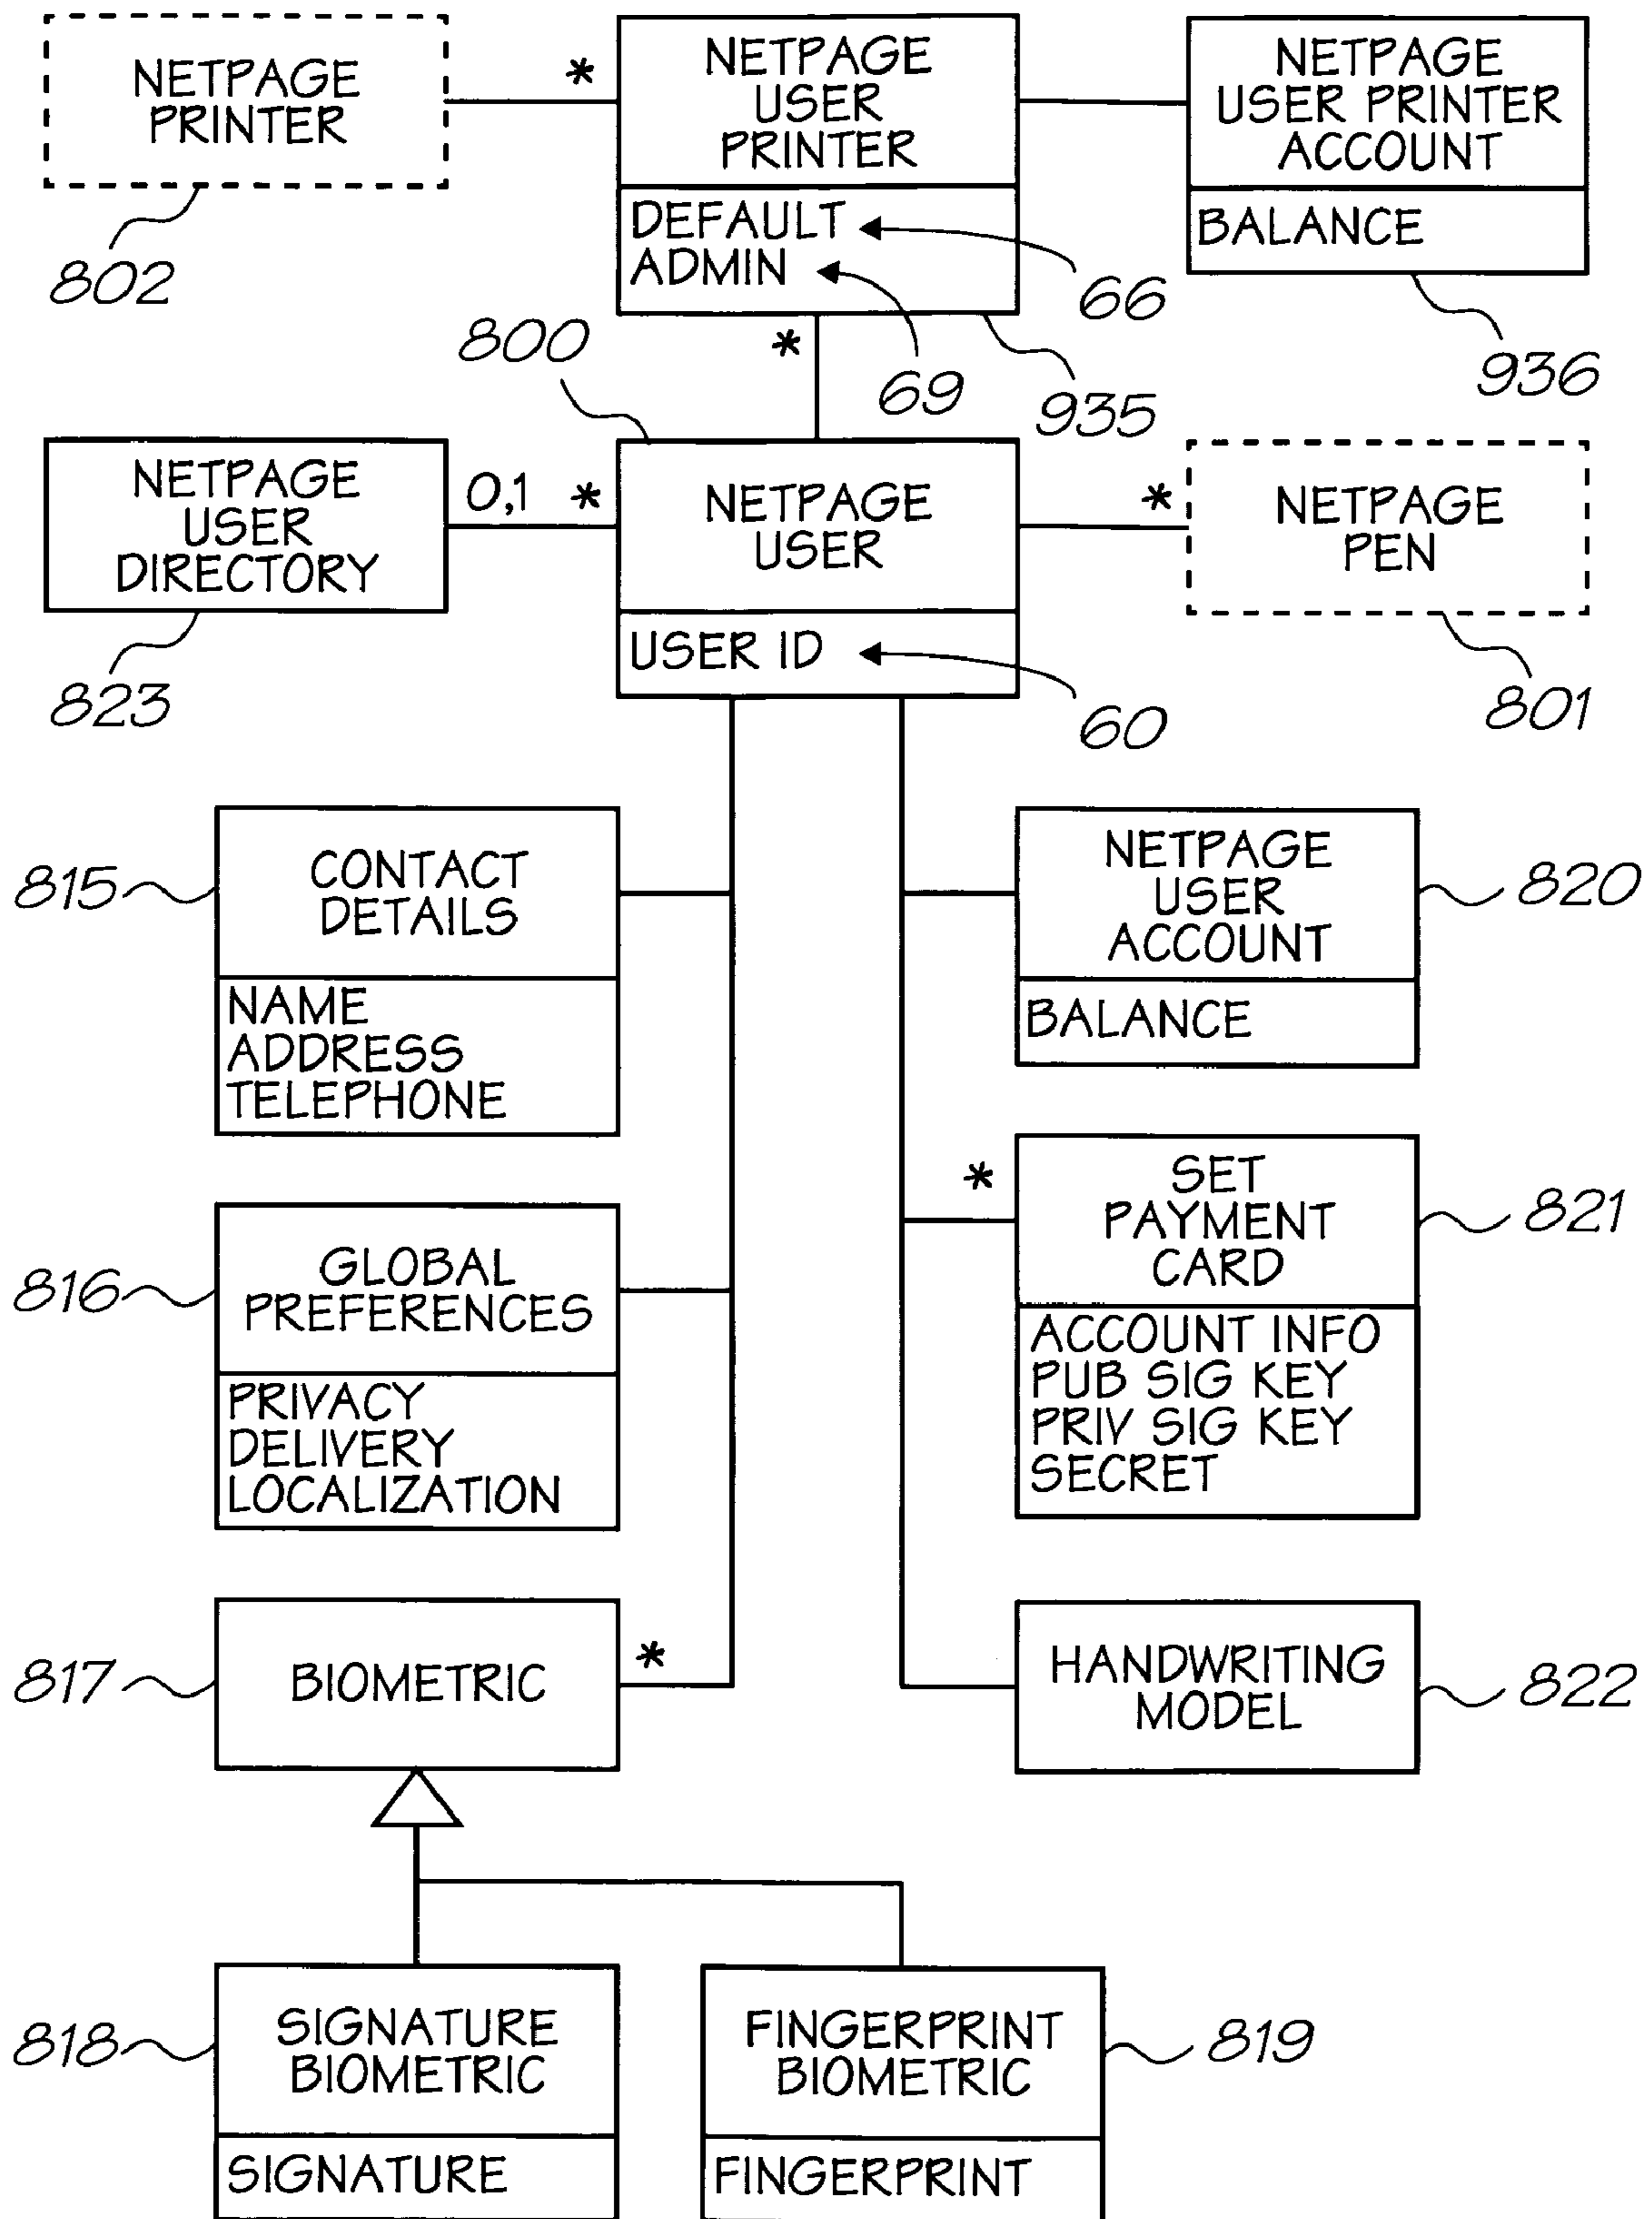 NETPAGE
PRINTER
802
*
NETPAGE
USER
PRINTER
DEFAULT
ADMIN
66
69
935
*
NETPAGE
USER PRINTER
ACCOUNT
BALANCE
936
800
NETPAGE
USER
DIRECTORY
823
0,1 *
NETPAGE
USER
USER ID
60
*
NETPAGE
PEN
801
815
CONTACT
DETAILS
NAME
ADDRESS
TELEPHONE
NETPAGE
USER
ACCOUNT
BALANCE
820
816
GLOBAL
PREFERENCES
PRIVACY
DELIVERY
LOCALIZATION
*
SET
PAYMENT
CARD
ACCOUNT INFO
PUB SIG KEY
PRIV SIG KEY
SECRET
821
817
BIOMETRIC
*
HANDWRITING
MODEL
822
818
SIGNATURE
BIOMETRIC
SIGNATURE
FINGERPRINT
BIOMETRIC
FINGERPRINT
819